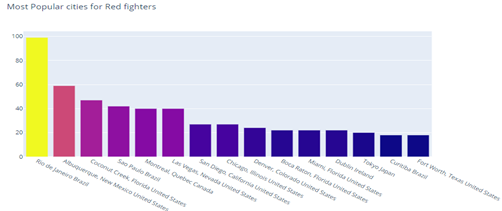 Most Popular cities for Red fighters
100
80
60
40
20
0
Rio de Janeiro Brazil
Albuquerque, New Mexico United States
Coconut Creek, Florida United States
Sao Paulo Brazil
Montreal, Quebec Canada
Las Vegas, Nevada United States
San Diego, California United States
Chicago, Illinois United States
Denver, Colorado United States
Boca Raton, Florida United States
Miami, Florida United States
Dublin Ireland
Tokyo Japan
Curitiba Brazil
Fort Worth, Texas United States